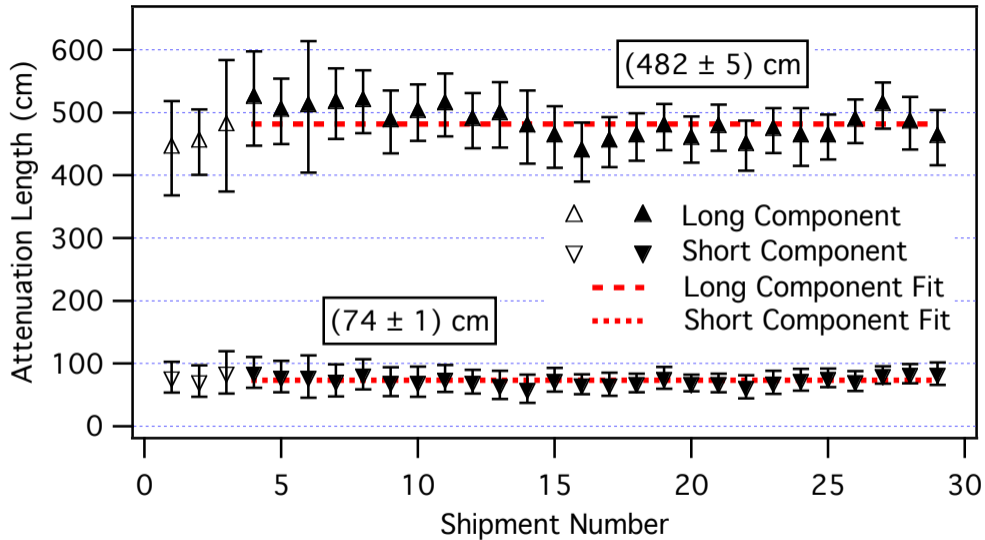 Attenuation Length (cm)
600
500
400
300
200
100
0
(482 ± 5) cm
Long Component
Short Component
Long Component Fit
Short Component Fit
(74 ± 1) cm
0 5 10 15 20 25 30
Shipment Number